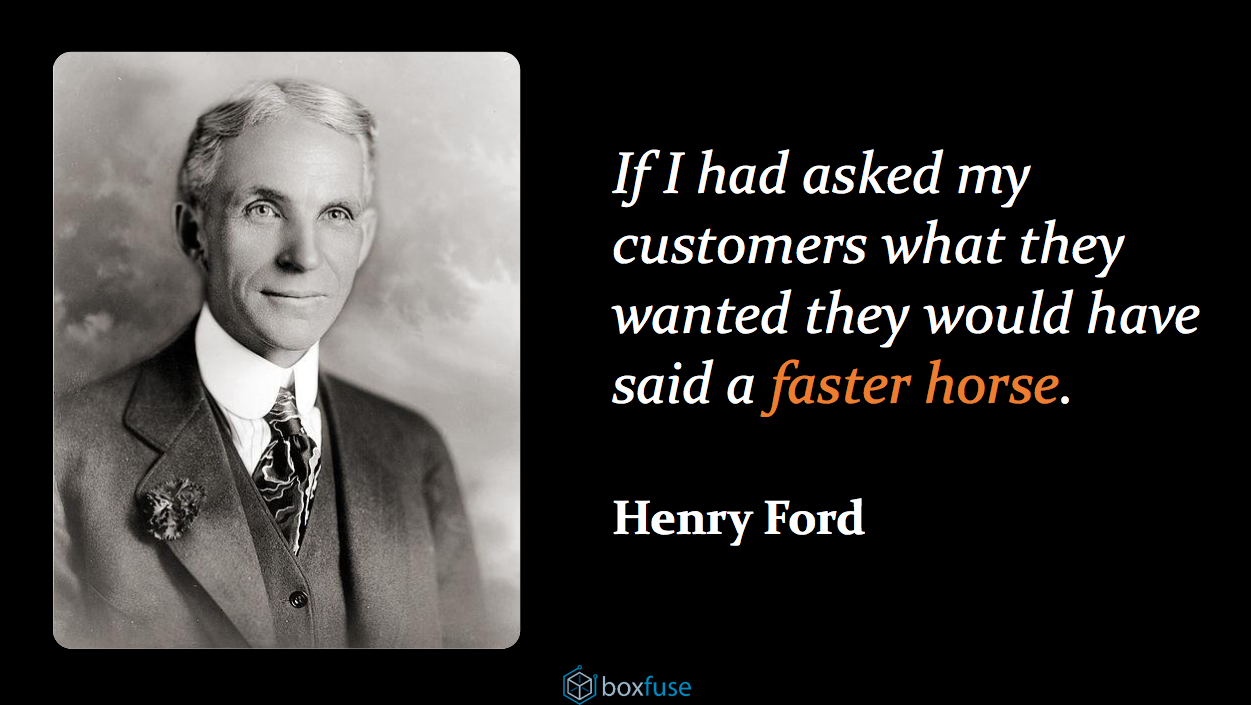 If I had asked my
customers what they
wanted they would have
said a faster horse.
Henry Ford
boxfuse